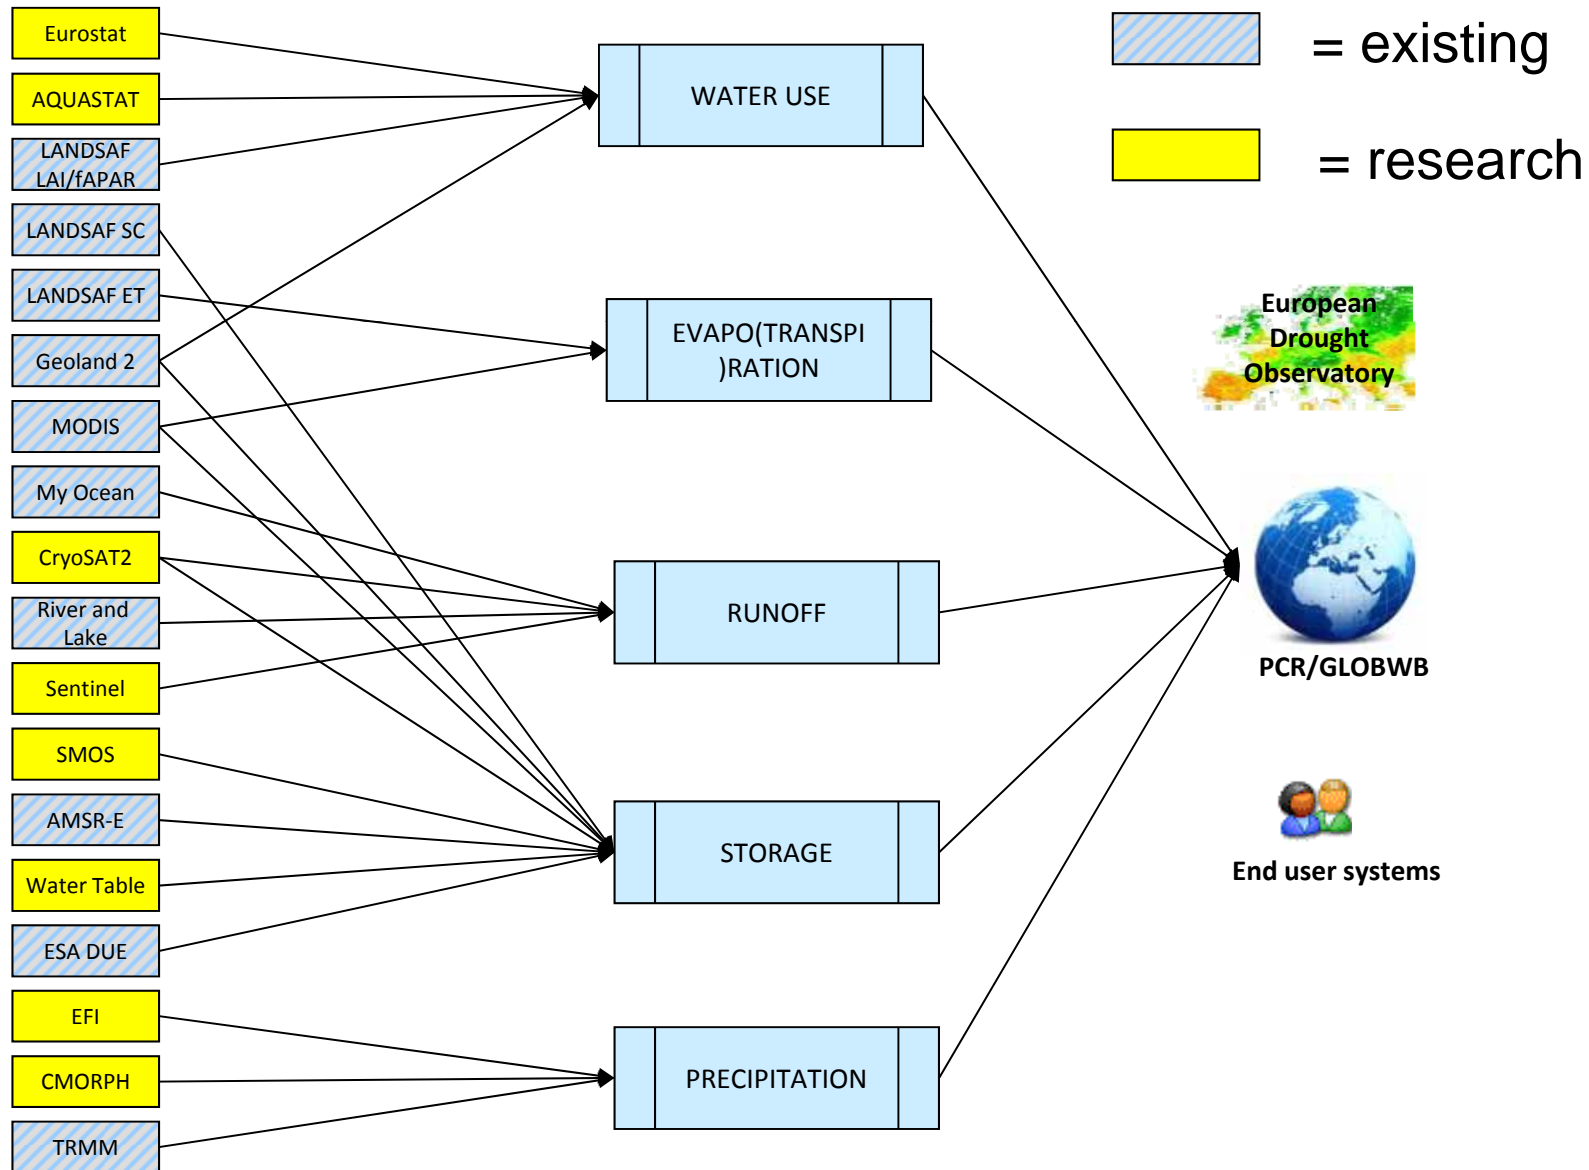 Eurostat
AQUASTAT
LANDSAF
LAI/fAPAR
LANDSAF SC
LANDSAF ET
Geoland 2
MODIS
My Ocean
CryoSAT2
River and
Lake
Sentinel
SMOS
AMSR-E
Water Table
ESA DUE
EFI
CMORPH
TRMM
WATER USE
EVAPO(TRANSPI
)RATION
RUNOFF
STORAGE
PRECIPITATION
= existing
= research
European
Drought
Observatory
PCR/GLOBWB
End user systems